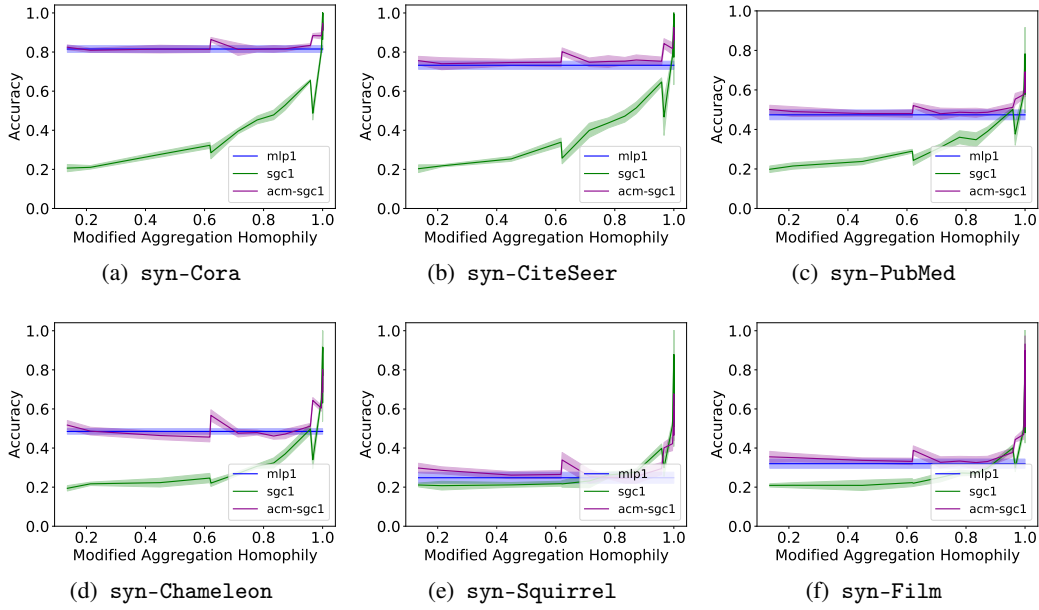 Accuracy
1.0
0.8
0.6
0.4
0.2
0.0
mlp1
sgc1
acm-sgc1
0.2 0.4 0.6 0.8 1.0
Modified Aggregation Homophily
(a) syn-Cora
Accuracy
1.0
0.8
0.6
0.4
0.2
0.0
mlp1
sgc1
acm-sgc1
0.2 0.4 0.6 0.8 1.0
Modified Aggregation Homophily
(b) syn-CiteSeer
Accuracy
1.0
0.8
0.6
0.4
0.2
0.0
mlp1
sgc1
acm-sgc1
0.2 0.4 0.6 0.8 1.0
Modified Aggregation Homophily
(c) syn-PubMed
Accuracy
1.0
0.8
0.6
0.4
0.2
0.0
mlp1
sgc1
acm-sgc1
0.2 0.4 0.6 0.8 1.0
Modified Aggregation Homophily
(d) syn-Chameleon
Accuracy
1.0
0.8
0.6
0.4
0.2
0.0
mlp1
sgc1
acm-sgc1
0.2 0.4 0.6 0.8 1.0
Modified Aggregation Homophily
(e) syn-Squirrel
Accuracy
1.0
0.8
0.6
0.4
0.2
0.0
mlp1
sgc1
acm-sgc1
0.2 0.4 0.6 0.8 1.0
Modified Aggregation Homophily
(f) syn-Film